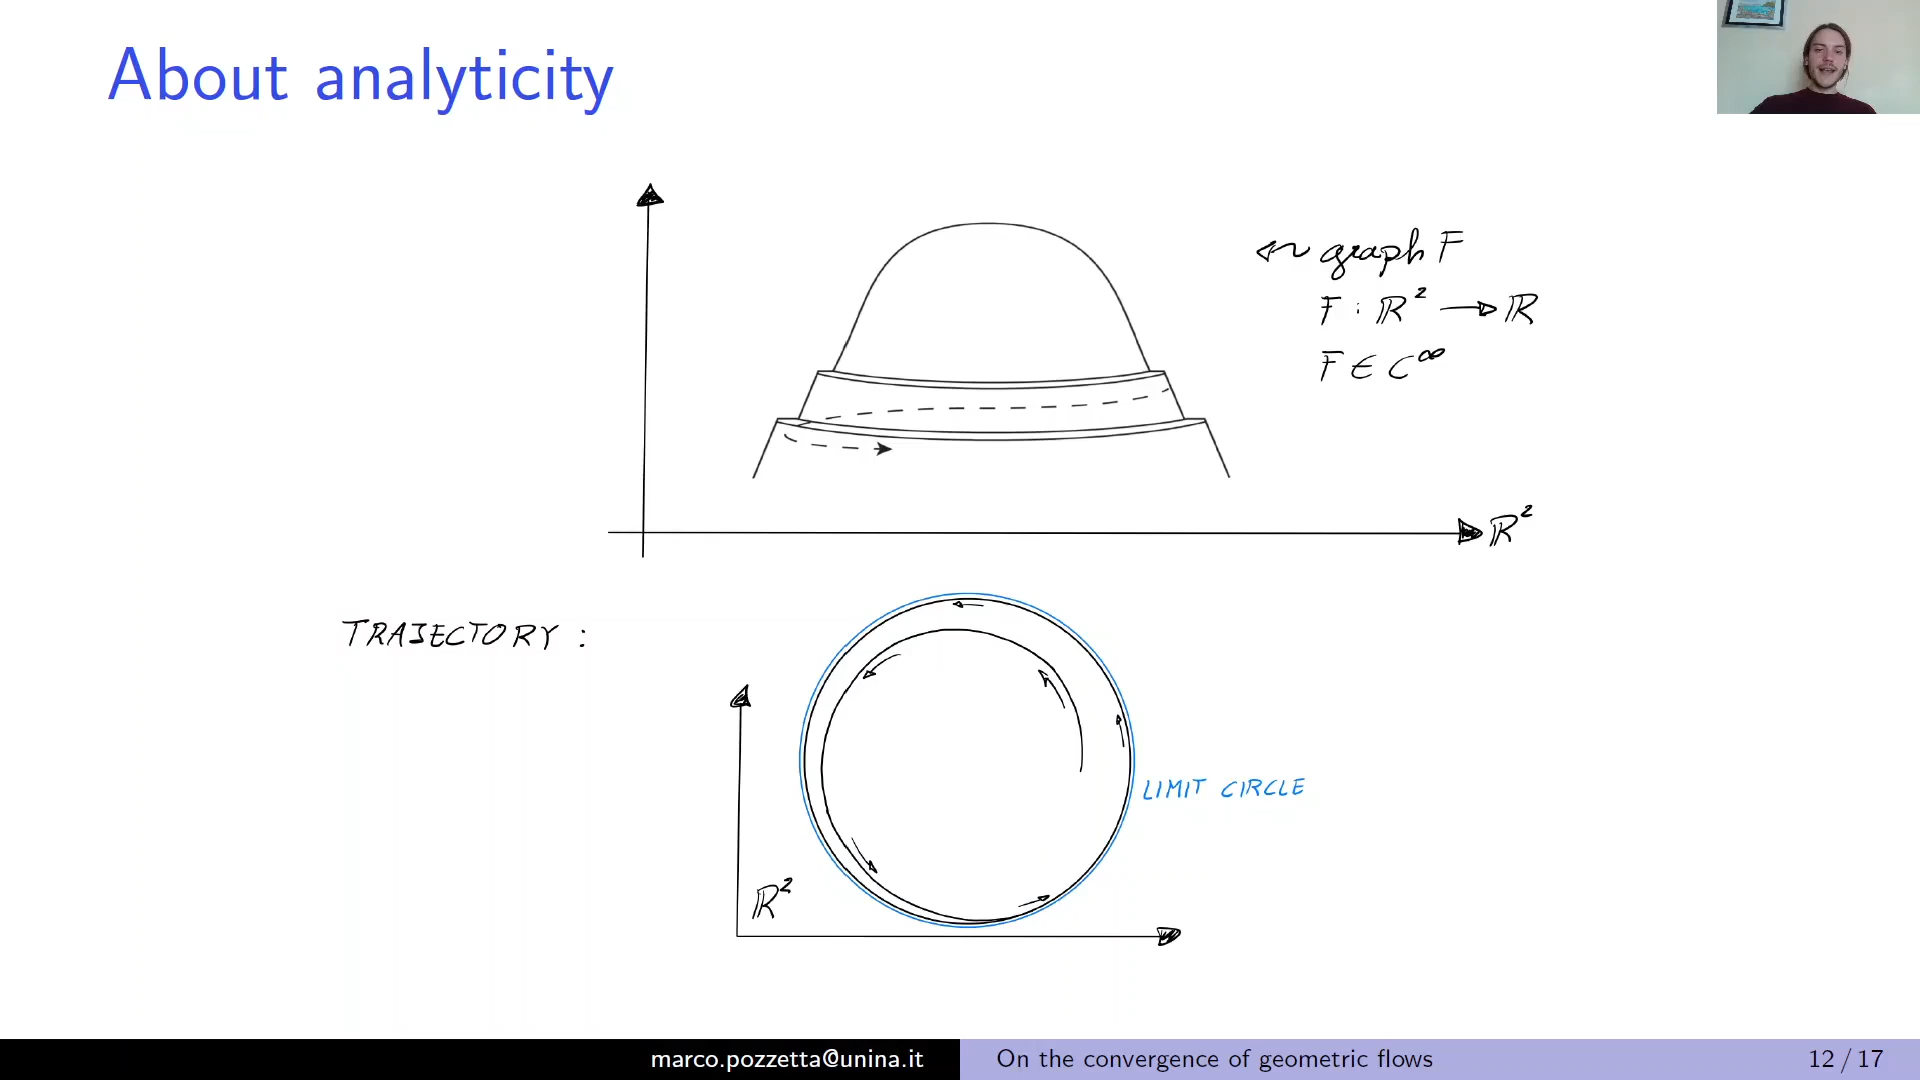 About analyticity
graph F
F : ℝ² → ℝ
F ∈ C^∞
ℝ²
TRAJECTORY :
LIMIT CIRCLE
ℝ²
marco.pozzetta@unina.it
On the convergence of geometric flows
12 / 17